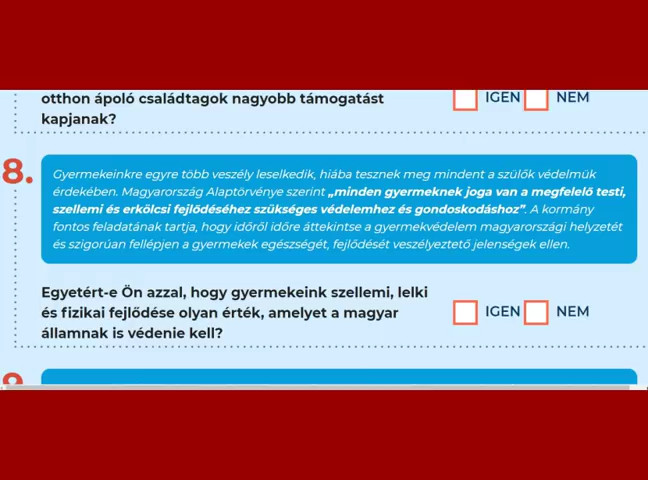 otthon ápoló családtagok nagyobb támogatást
kapjanak?
IGEN NEM
8.
Gyermekeinkre egyre több veszély leselkedik, hiába tesznek meg mindent a szülők védelmük
érdekében. Magyarország Alaptörvénye szerint „minden gyermeknek joga van a megfelelő testi,
szellemi és erkölcsi fejlődéséhez szükséges védelemhez és gondoskodáshoz”. A kormány
fontos feladatának tartja, hogy időről időre áttekintse a gyermekvédelem magyarországi helyzetét
és szigorúan fellépjen a gyermekek egészségét, fejlődését veszélyeztető jelenségek ellen.
Egyetért-e Ön azzal, hogy gyermekeink szellemi, lelki
és fizikai fejlődése olyan érték, amelyet a magyar
államnak is védenie kell?
IGEN NEM
9